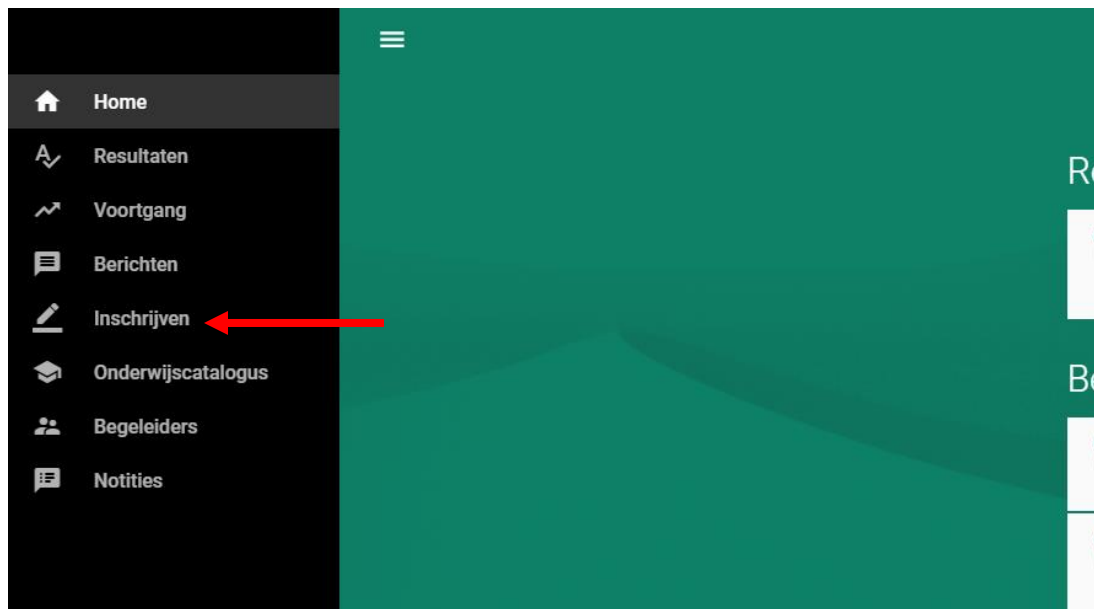 Home
Resultaten
Voortgang
Berichten
Inschrijven
Onderwijscatalogus
Begeleiders
Notities